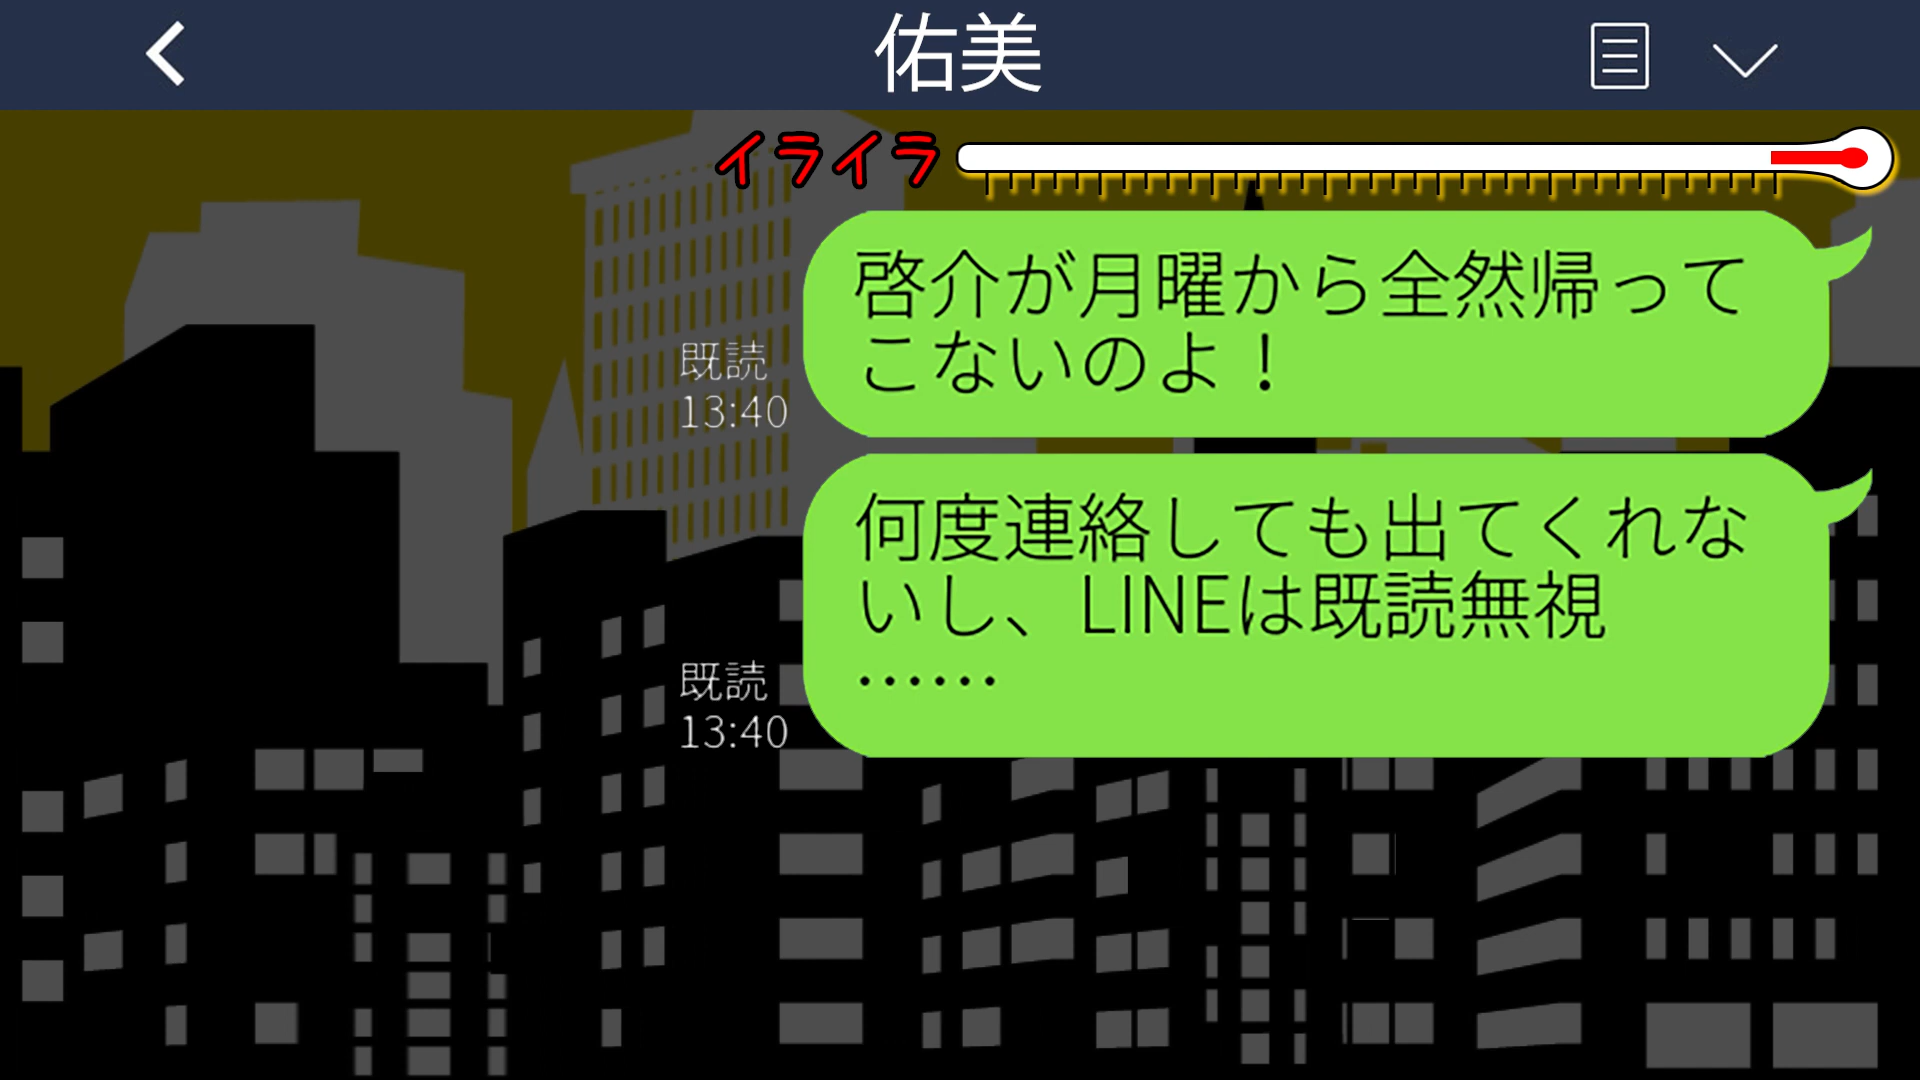 佑美
イライラ
啓介が月曜から全然帰って
こないのよ！
既読
13:40
何度連絡しても出てくれな
いし、LINEは既読無視
……
既読
13:40